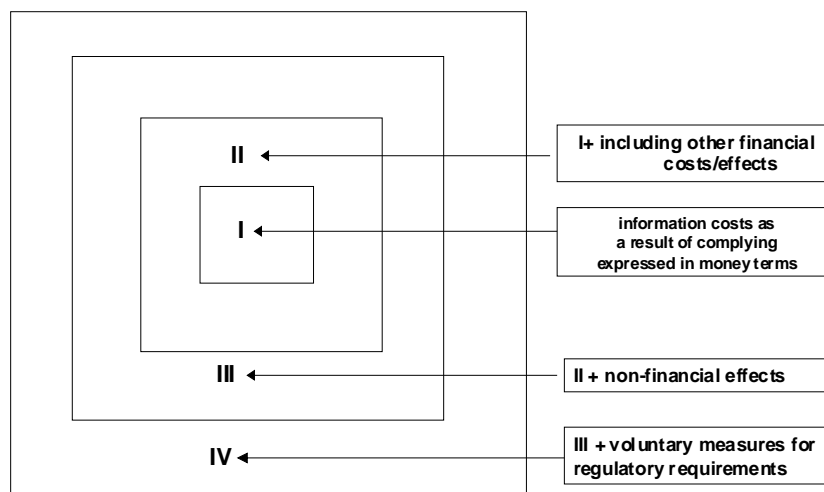 II
I+ including other financial
costs/effects
I
information costs as
a result of complying
expressed in money terms
III
II + non-financial effects
IV
III + voluntary measures for
regulatory requirements